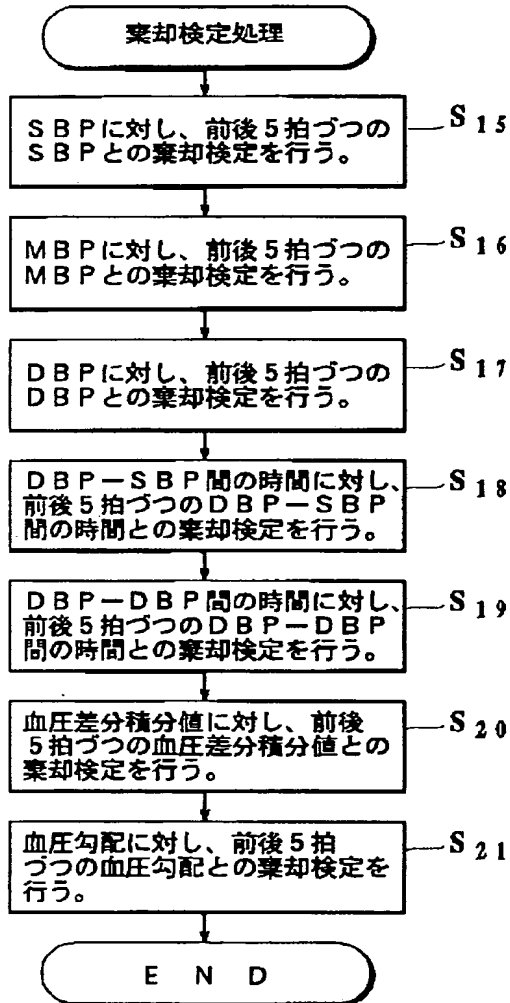 棄却検定処理
SBPに対し、前後5拍づつの
SBPとの棄却検定を行う。
S15
MBPに対し、前後5拍づつの
MBPとの棄却検定を行う。
S16
DBPに対し、前後5拍づつの
DBPとの棄却検定を行う。
S17
DBP－SBP間の時間に対し、
前後5拍づつのDBP－SBP
間の時間との棄却検定を行う。
S18
DBP－DBP間の時間に対し、
前後5拍づつのDBP－DBP
間の時間との棄却検定を行う。
S19
血圧差分積分値に対し、前後
5拍づつの血圧差分積分値との
棄却検定を行う。
S20
血圧勾配に対し、前後5拍
づつの血圧勾配との棄却検定を
行う。
S21
END